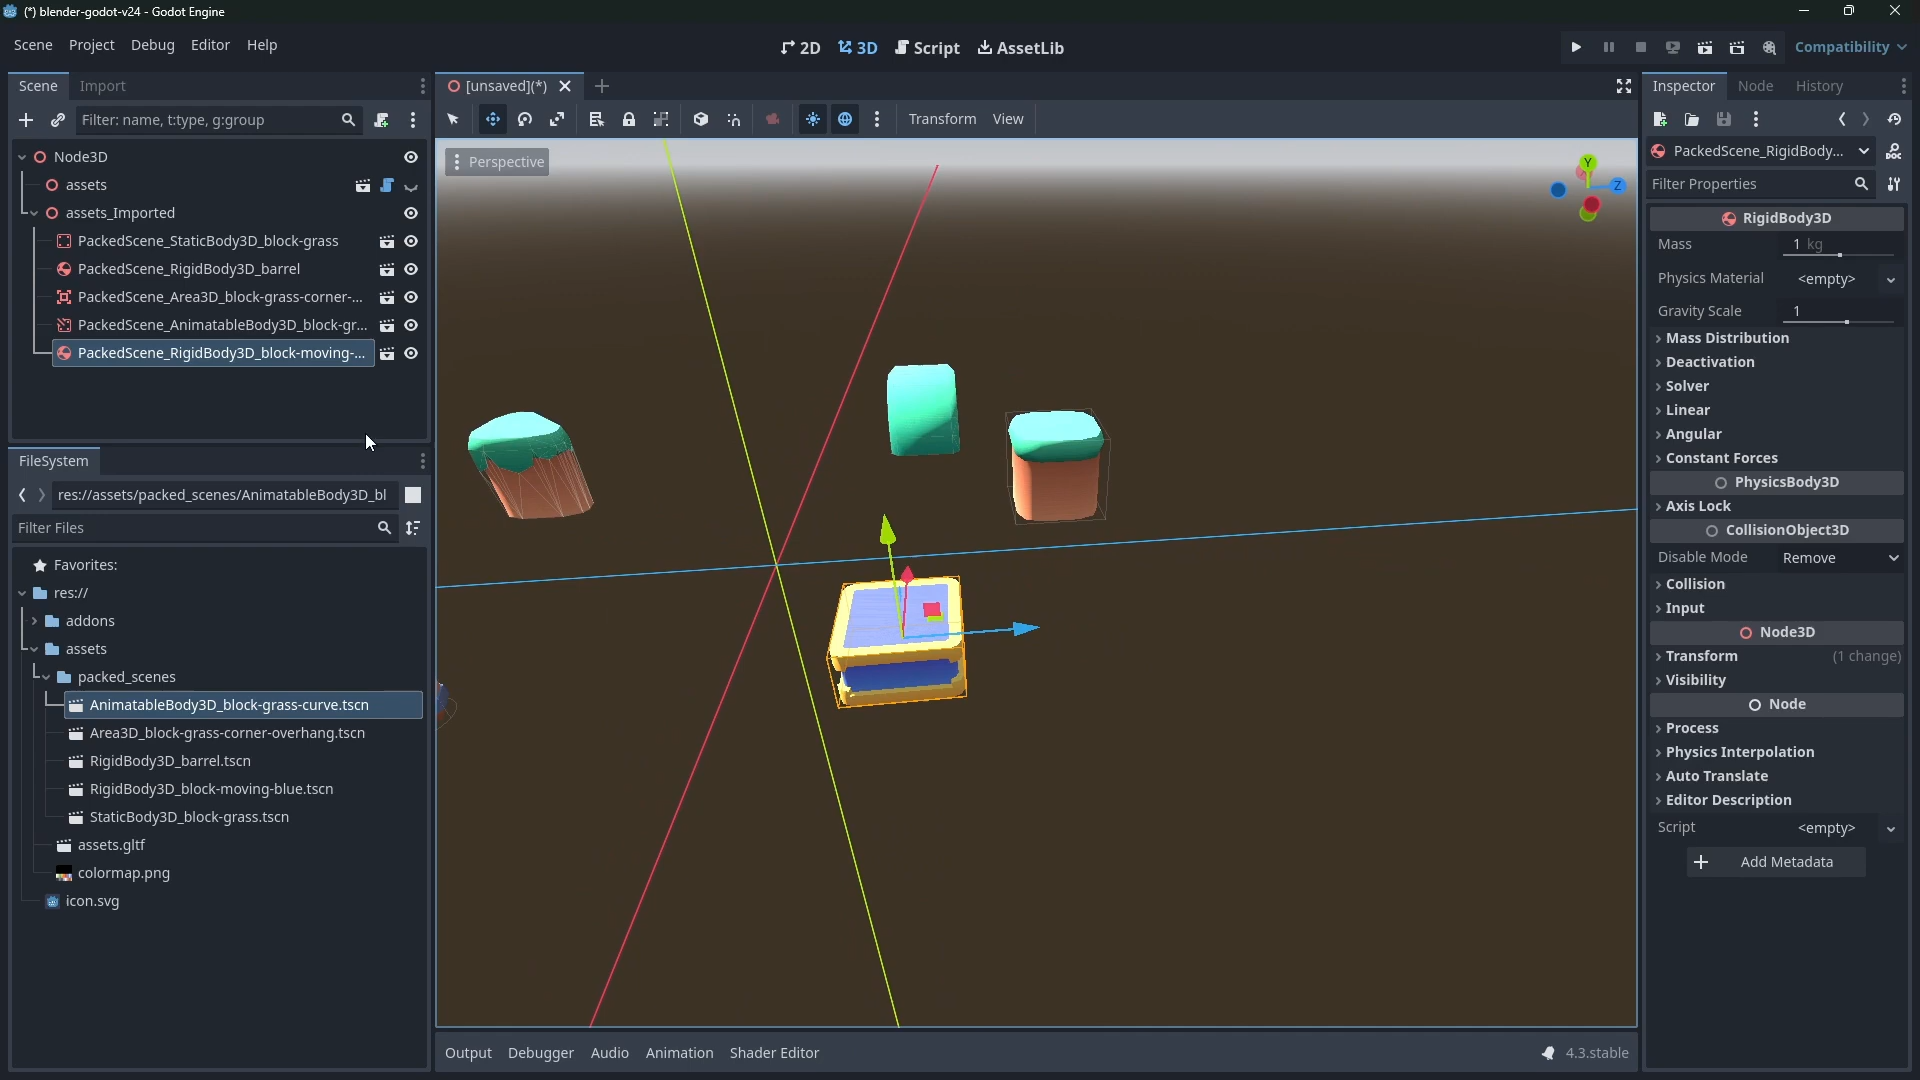 (*) blender-godot-v24 - Godot Engine
Scene Project Debug Editor Help
2D 3D Script AssetLib
Compatibility
Scene Import
[unsaved](*)
Inspector Node History
Filter: name, t:type, g:group
Transform View
Node3D
assets
assets_Imported
PackedScene_StaticBody3D_block-grass
PackedScene_RigidBody3D_barrel
PackedScene_Area3D_block-grass-corner-...
PackedScene_AnimatableBody3D_block-gr...
PackedScene_RigidBody3D_block-moving-...
FileSystem
res://assets/packed_scenes/AnimatableBody3D_bl
Filter Files
Favorites:
res://
addons
assets
packed_scenes
AnimatableBody3D_block-grass-curve.tscn
Area3D_block-grass-corner-overhang.tscn
RigidBody3D_barrel.tscn
RigidBody3D_block-moving-blue.tscn
StaticBody3D_block-grass.tscn
assets.gltf
colormap.png
icon.svg
Perspective
Y
Z
Output Debugger Audio Animation Shader Editor
4.3.stable
PackedScene_RigidBody...
DOC
Filter Properties
RigidBody3D
Mass 1 kg
Physics Material <empty>
Gravity Scale 1
Mass Distribution
Deactivation
Solver
Linear
Angular
Constant Forces
PhysicsBody3D
Axis Lock
CollisionObject3D
Disable Mode Remove
Collision
Input
Node3D
Transform (1 change)
Visibility
Node
Process
Physics Interpolation
Auto Translate
Editor Description
Script <empty>
Add Metadata